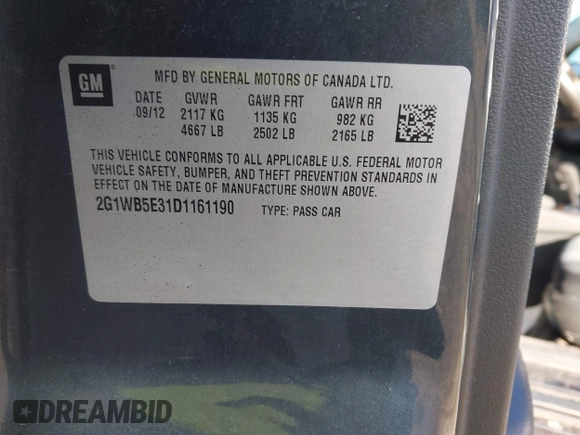 GM
MFD BY GENERAL MOTORS OF CANADA LTD.
DATE GVWR GAWR FRT GAWR RR
09/12 2117 KG 1135 KG 982 KG
4667 LB 2502 LB 2165 LB
THIS VEHICLE CONFORMS TO ALL APPLICABLE U.S. FEDERAL MOTOR
VEHICLE SAFETY, BUMPER, AND THEFT PREVENTION STANDARDS IN
EFFECT ON THE DATE OF MANUFACTURE SHOWN ABOVE.
2G1WB5E31D1161190 TYPE: PASS CAR
DREAMBID